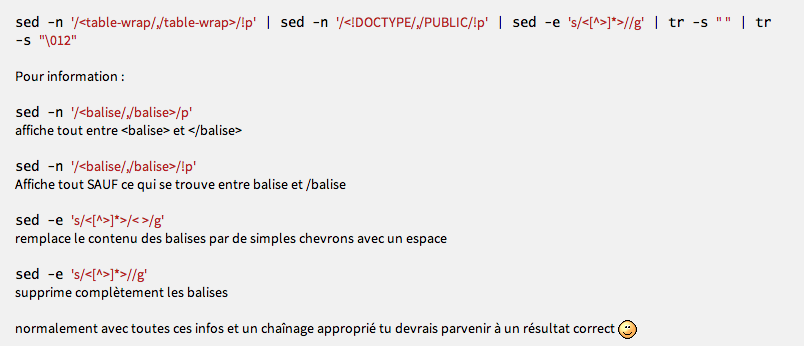 sed -n '/<table-wrap/,/table-wrap>/!p' | sed -n '/<!DOCTYPE/,/PUBLIC/!p' | sed -e 's/<[^>]*>//g' | tr -s " " | tr
-s "\012"
Pour information :
sed -n '/<balise/,/balise>/p'
affiche tout entre <balise> et </balise>
sed -n '/<balise/,/balise>/!p'
Affiche tout SAUF ce qui se trouve entre balise et /balise
sed -e 's/<[^>]*>/< >/g'
remplace le contenu des balises par de simples chevrons avec un espace
sed -e 's/<[^>]*>//g'
supprime complètement les balises
normalement avec toutes ces infos et un chaînage approprié tu devrais parvenir à un résultat correct